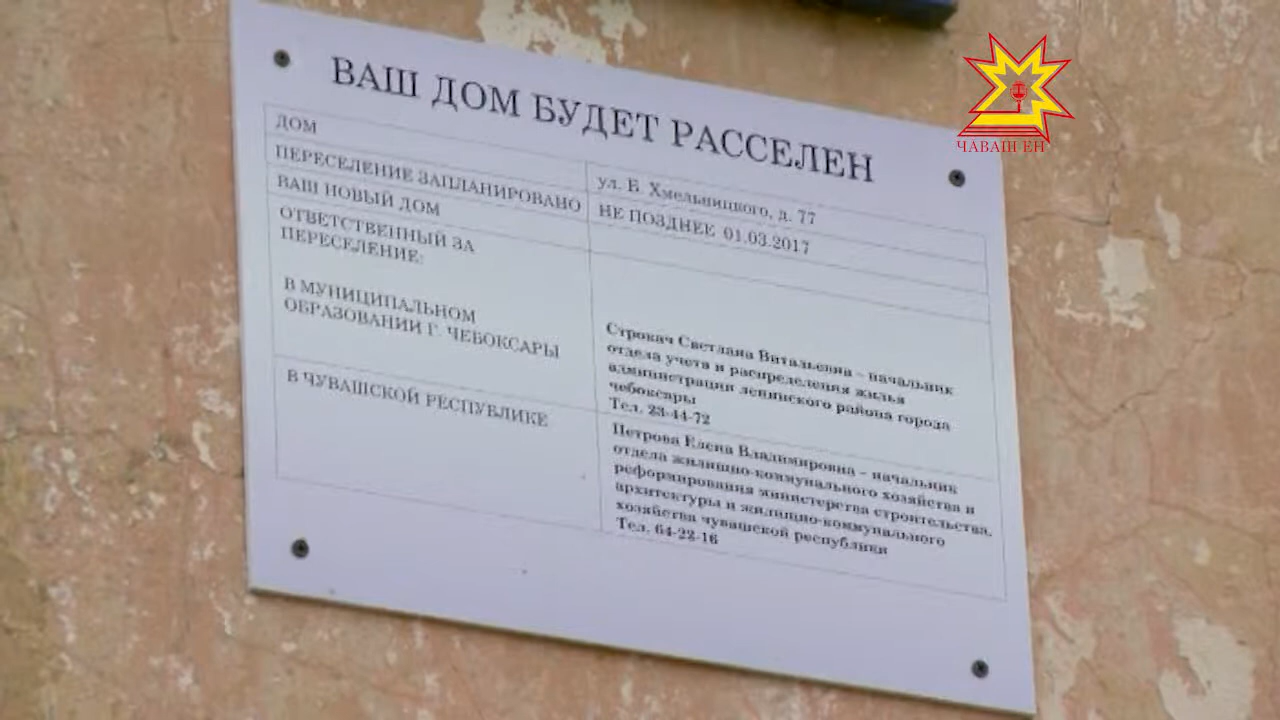 ЧӐВАШ ЕН
ВАШ ДОМ БУДЕТ РАССЕЛЕН
ДОМ
ул. Б. Хмельницкого, д. 77
ПЕРЕСЕЛЕНИЕ ЗАПЛАНИРОВАНО
НЕ ПОЗДНЕЕ 01.03.2017
ВАШ НОВЫЙ ДОМ
ОТВЕТСТВЕННЫЙ ЗА
ПЕРЕСЕЛЕНИЕ:
В МУНИЦИПАЛЬНОМ
ОБРАЗОВАНИИ Г. ЧЕБОКСАРЫ
Строкач Светлана Витальевна – начальник
отдела учета и распределения жилья
администрации ленинского района города
чебоксары
Тел. 23-44-72
В ЧУВАШСКОЙ РЕСПУБЛИКЕ
Петрова Елена Владимировна – начальник
отдела жилищно-коммунального хозяйства и
реформирования министерства строительства,
архитектуры и жилищно-коммунального
хозяйства чувашской республики
Тел. 64-22-16